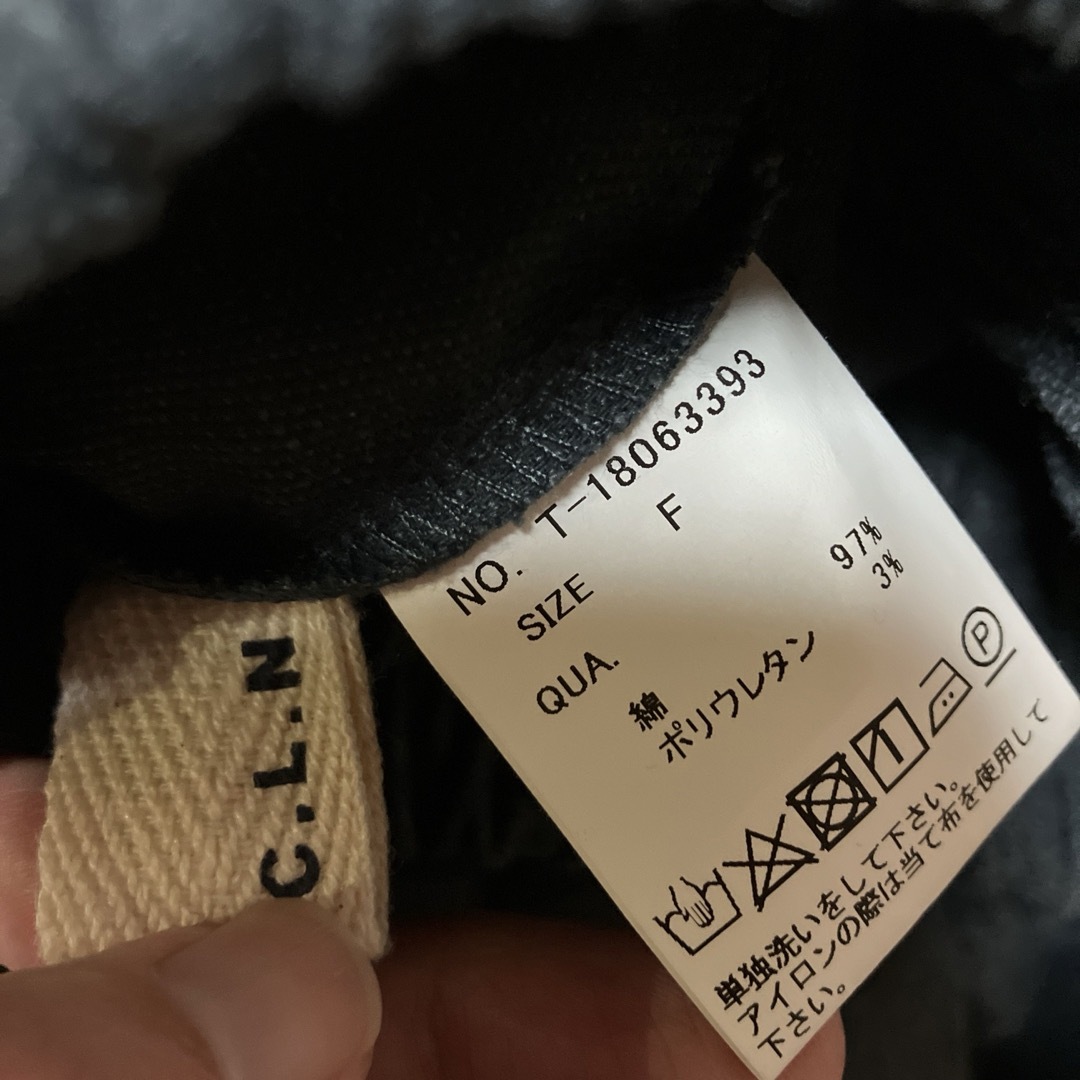 NO. T-18063393
SIZE F
QUA.
綿 97%
ポリウレタン 3%
P
単独洗いをして下さい。
アイロンの際は当て布を使用して
下さい。
C.L.N